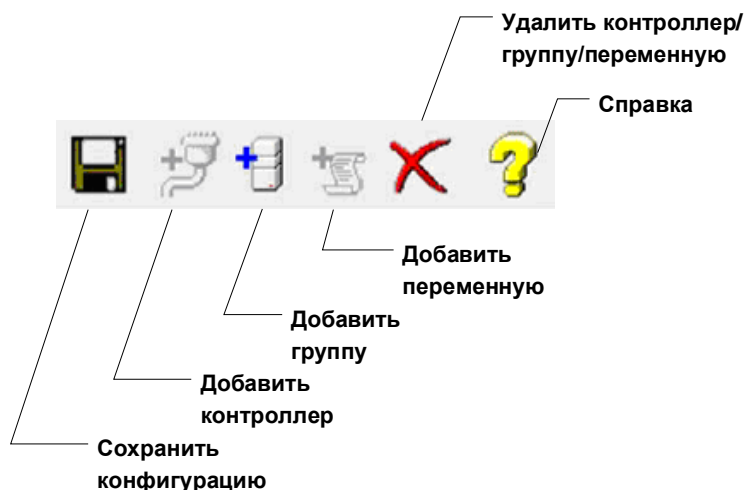 Удалить контроллер/
группу/переменную
Справка
Добавить
переменную
Добавить
группу
Добавить
контроллер
Сохранить
конфигурацию